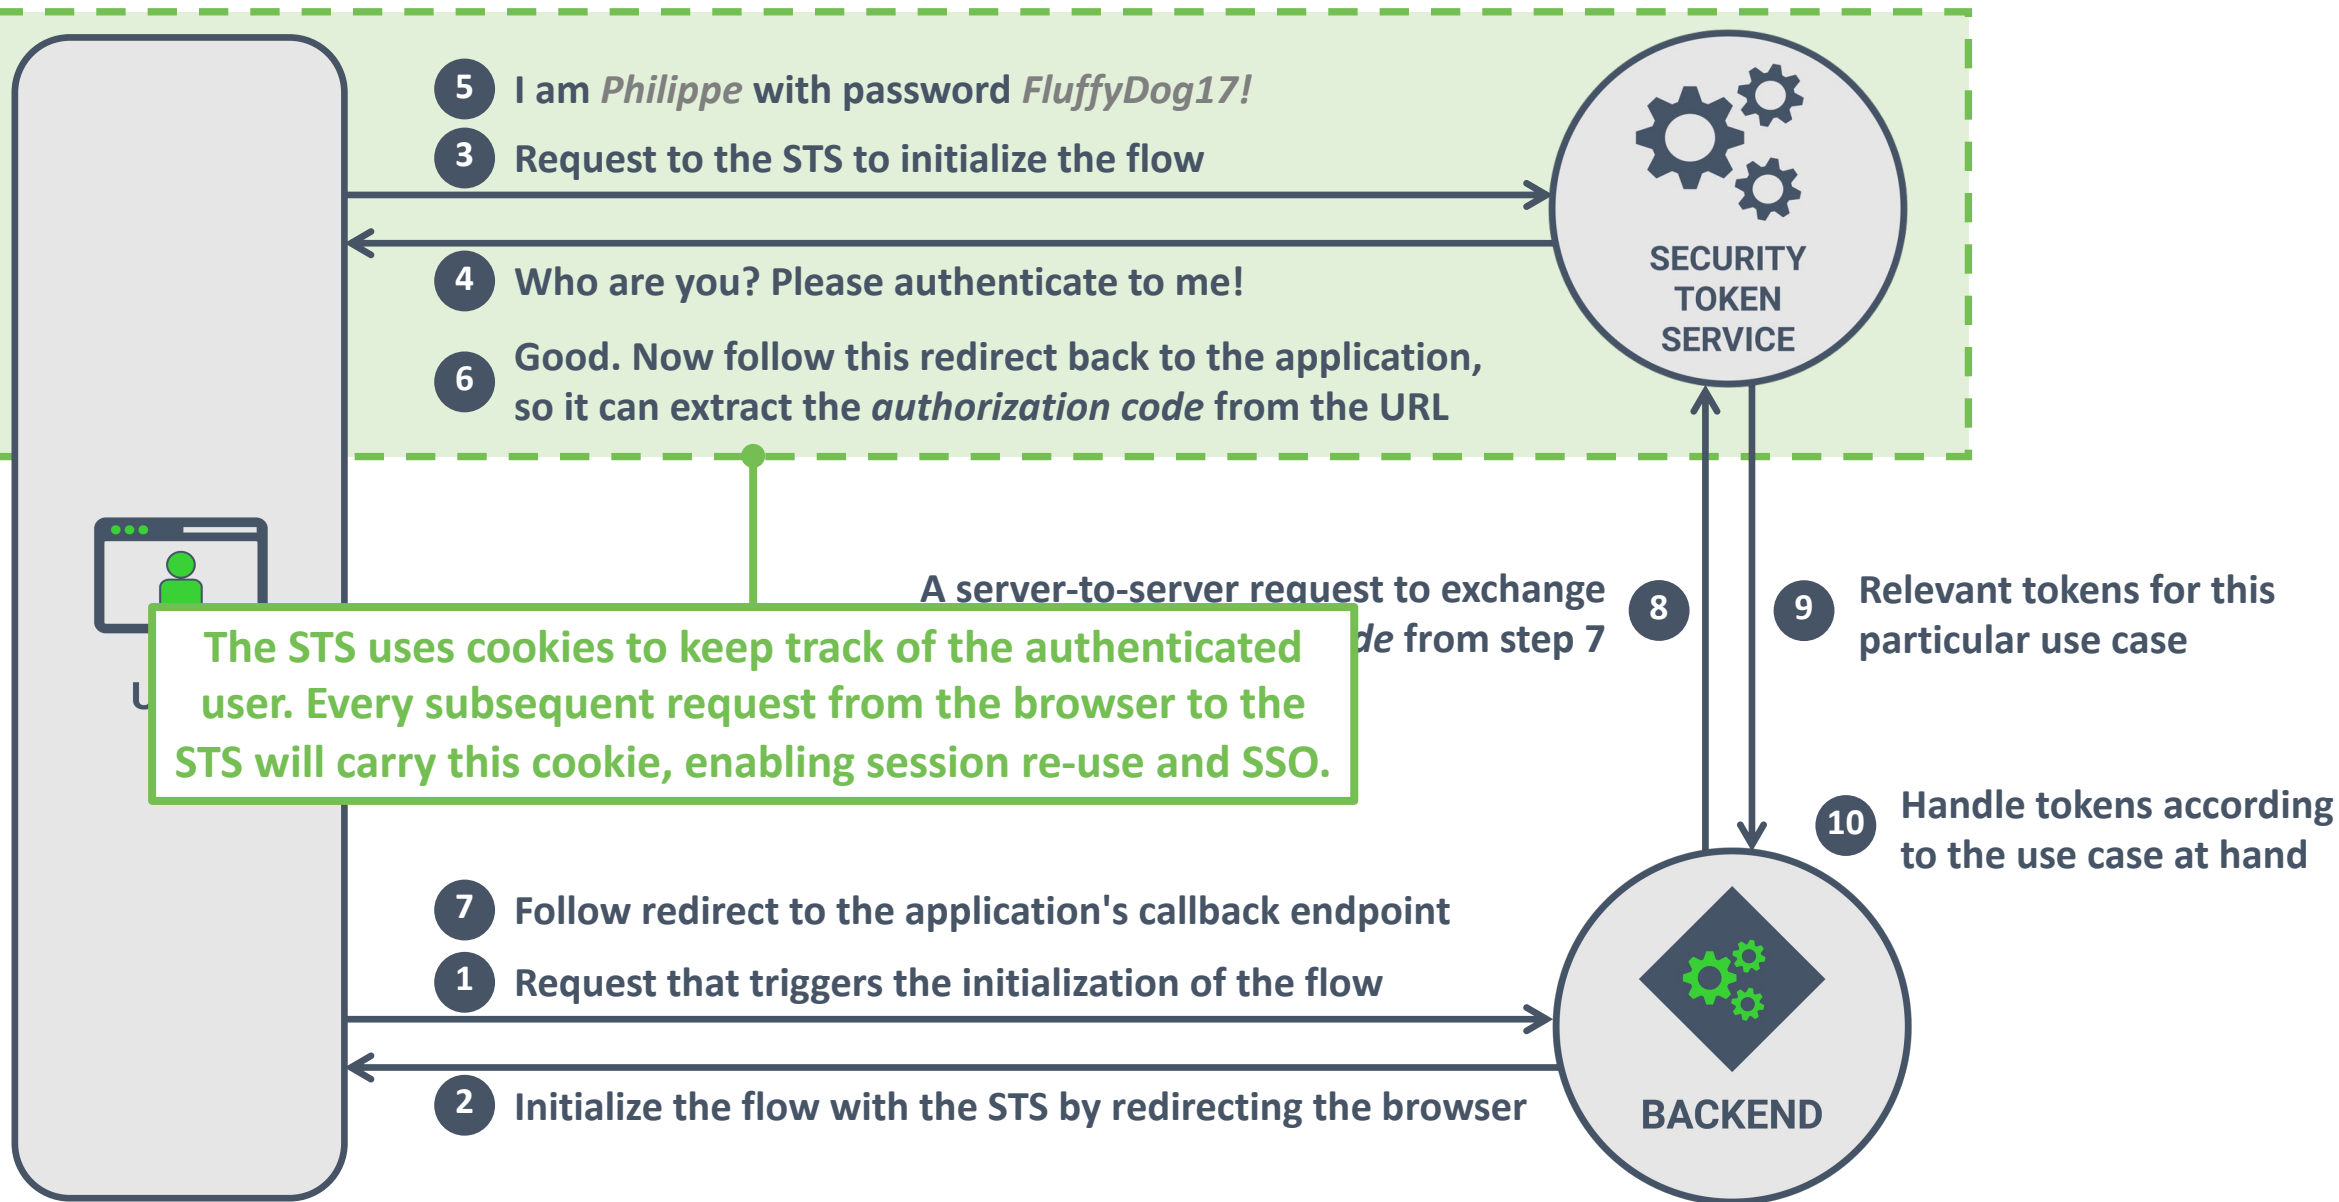 5 I am Philippe with password FluffyDog17!
3 Request to the STS to initialize the flow
4 Who are you? Please authenticate to me!
6 Good. Now follow this redirect back to the application,
so it can extract the authorization code from the URL
SECURITY
TOKEN
SERVICE
A server-to-server request to exchange
from step 7
8
9 Relevant tokens for this
particular use case
The STS uses cookies to keep track of the authenticated
user. Every subsequent request from the browser to the
STS will carry this cookie, enabling session re-use and SSO.
10 Handle tokens according
to the use case at hand
7 Follow redirect to the application's callback endpoint
1 Request that triggers the initialization of the flow
2 Initialize the flow with the STS by redirecting the browser
BACKEND